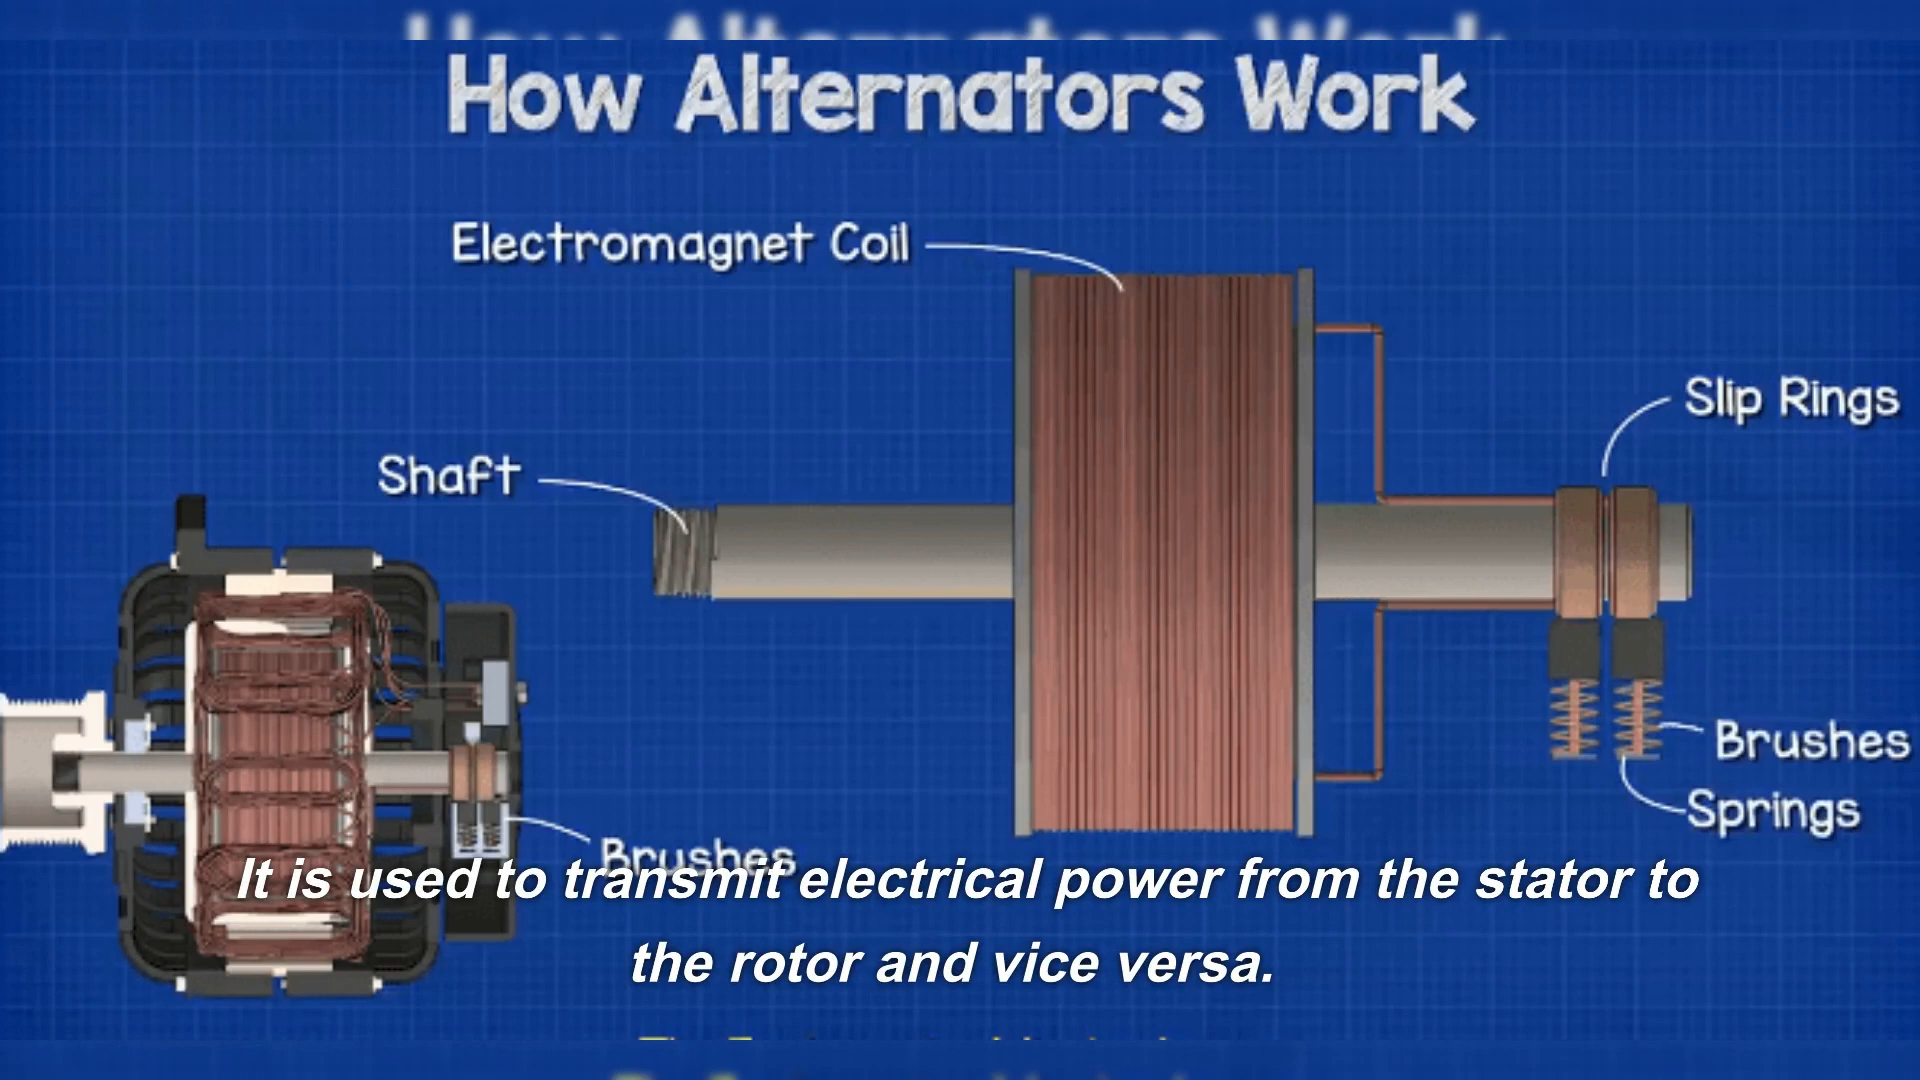 How Alternators Work
Electromagnet Coil
Slip Rings
Shaft
Brushes
Springs
Brushes
It is used to transmit electrical power from the stator to
the rotor and vice versa.